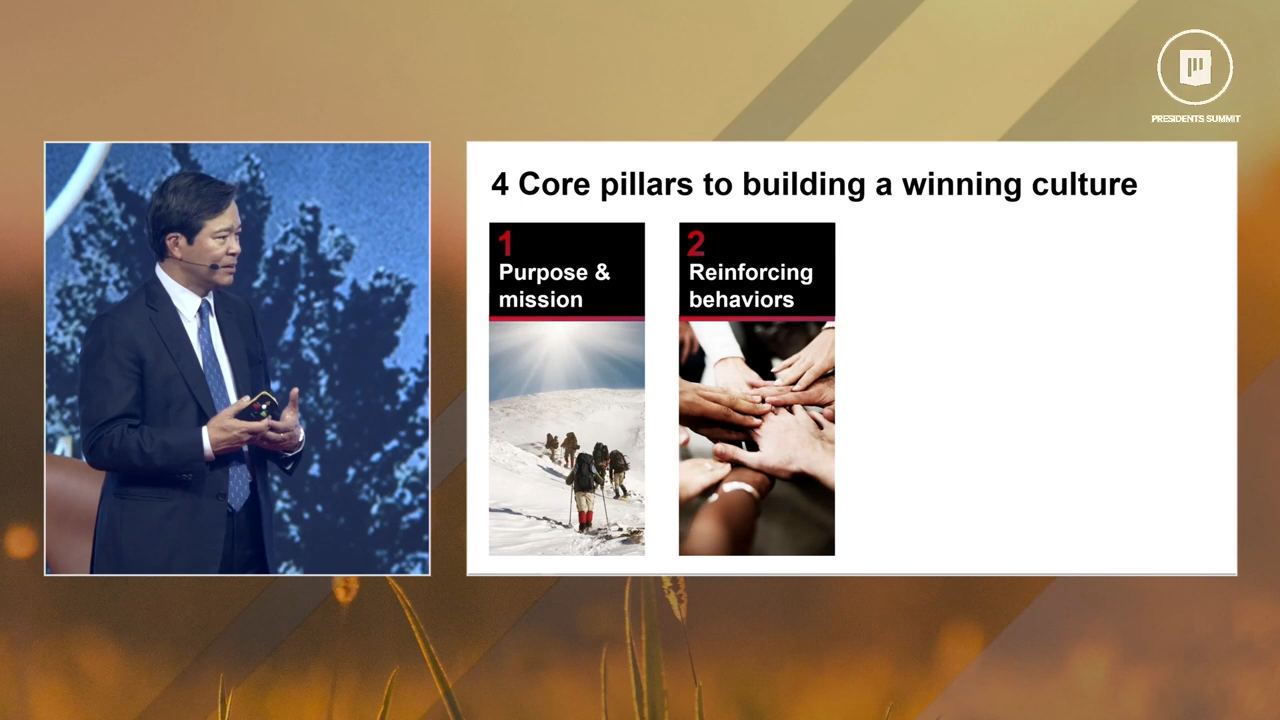 PRESIDENTS SUMMIT
4 Core pillars to building a winning culture
1
Purpose &
mission
2
Reinforcing
behaviors